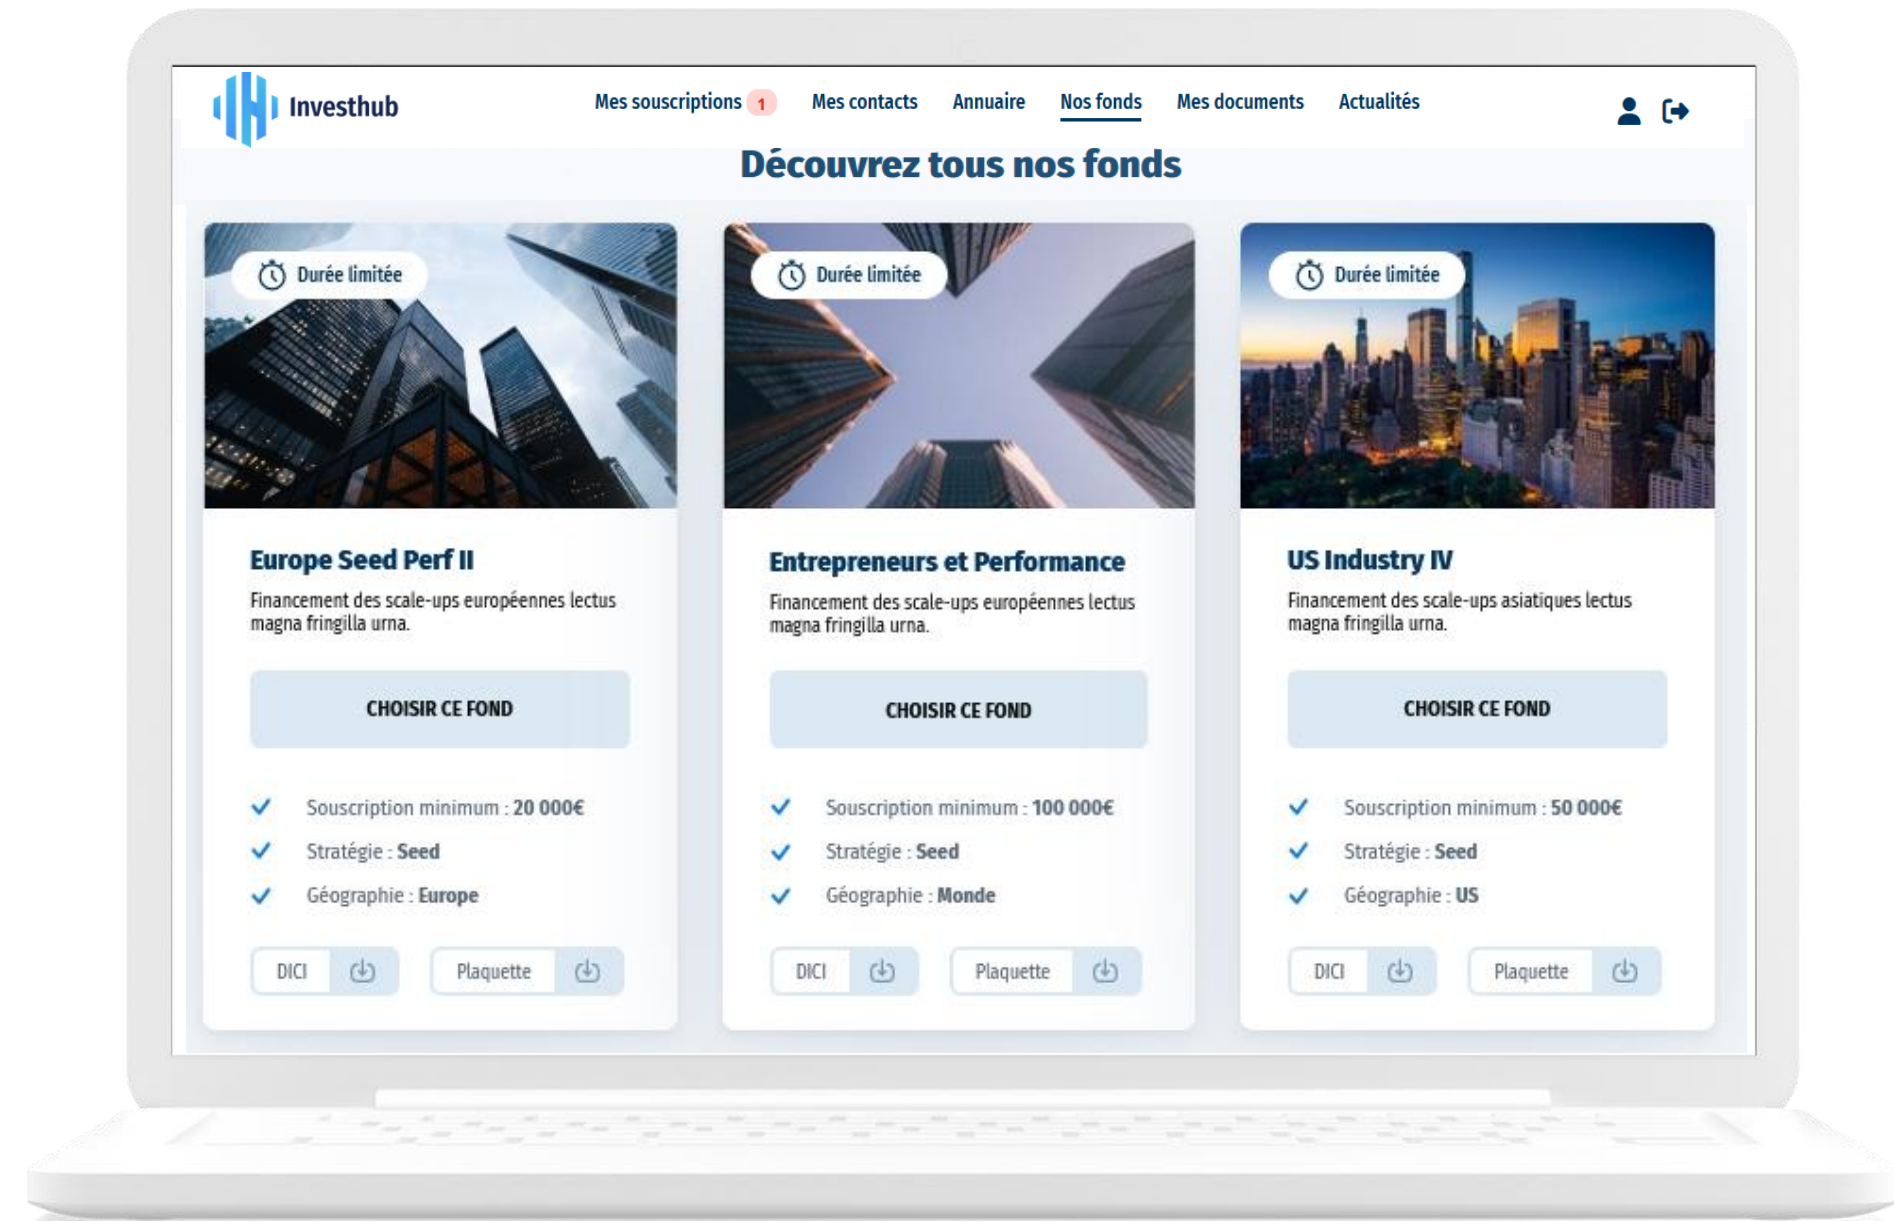 Investhub
Mes souscriptions 1
Mes contacts
Annuaire
Nos fonds
Mes documents
Actualités
Découvrez tous nos fonds
Durée limitée
Europe Seed Perf II
Financement des scale-ups européennes lectus
magna fringilla urna.
CHOISIR CE FOND
Souscription minimum : 20 000€
Stratégie : Seed
Géographie : Europe
DICI
Plaquette
Durée limitée
Entrepreneurs et Performance
Financement des scale-ups européennes lectus
magna fringilla urna.
CHOISIR CE FOND
Souscription minimum : 100 000€
Stratégie : Seed
Géographie : Monde
DICI
Plaquette
Durée limitée
US Industry IV
Financement des scale-ups asiatiques lectus
magna fringilla urna.
CHOISIR CE FOND
Souscription minimum : 50 000€
Stratégie : Seed
Géographie : US
DICI
Plaquette